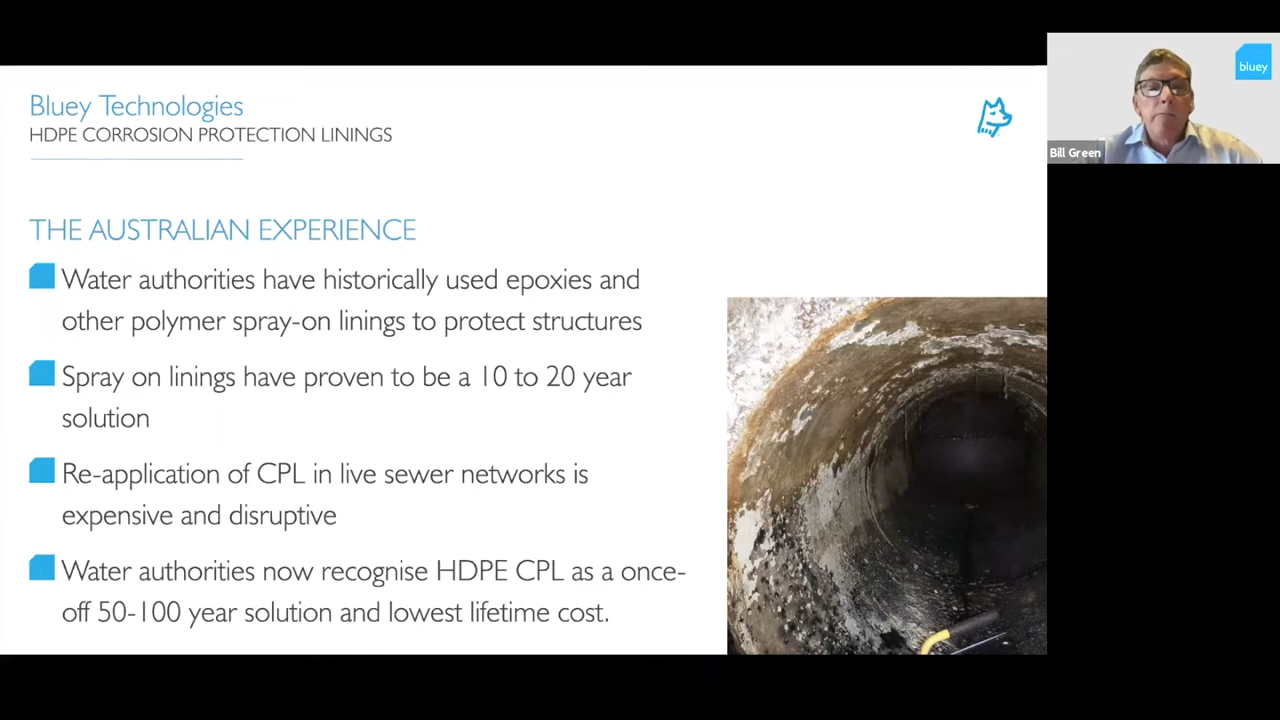 Bluey Technologies
HDPE CORROSION PROTECTION LININGS
THE AUSTRALIAN EXPERIENCE
Water authorities have historically used epoxies and
other polymer spray-on linings to protect structures
Spray on linings have proven to be a 10 to 20 year
solution
Re-application of CPL in live sewer networks is
expensive and disruptive
Water authorities now recognise HDPE CPL as a once-
off 50-100 year solution and lowest lifetime cost.
bluey
Bill Green